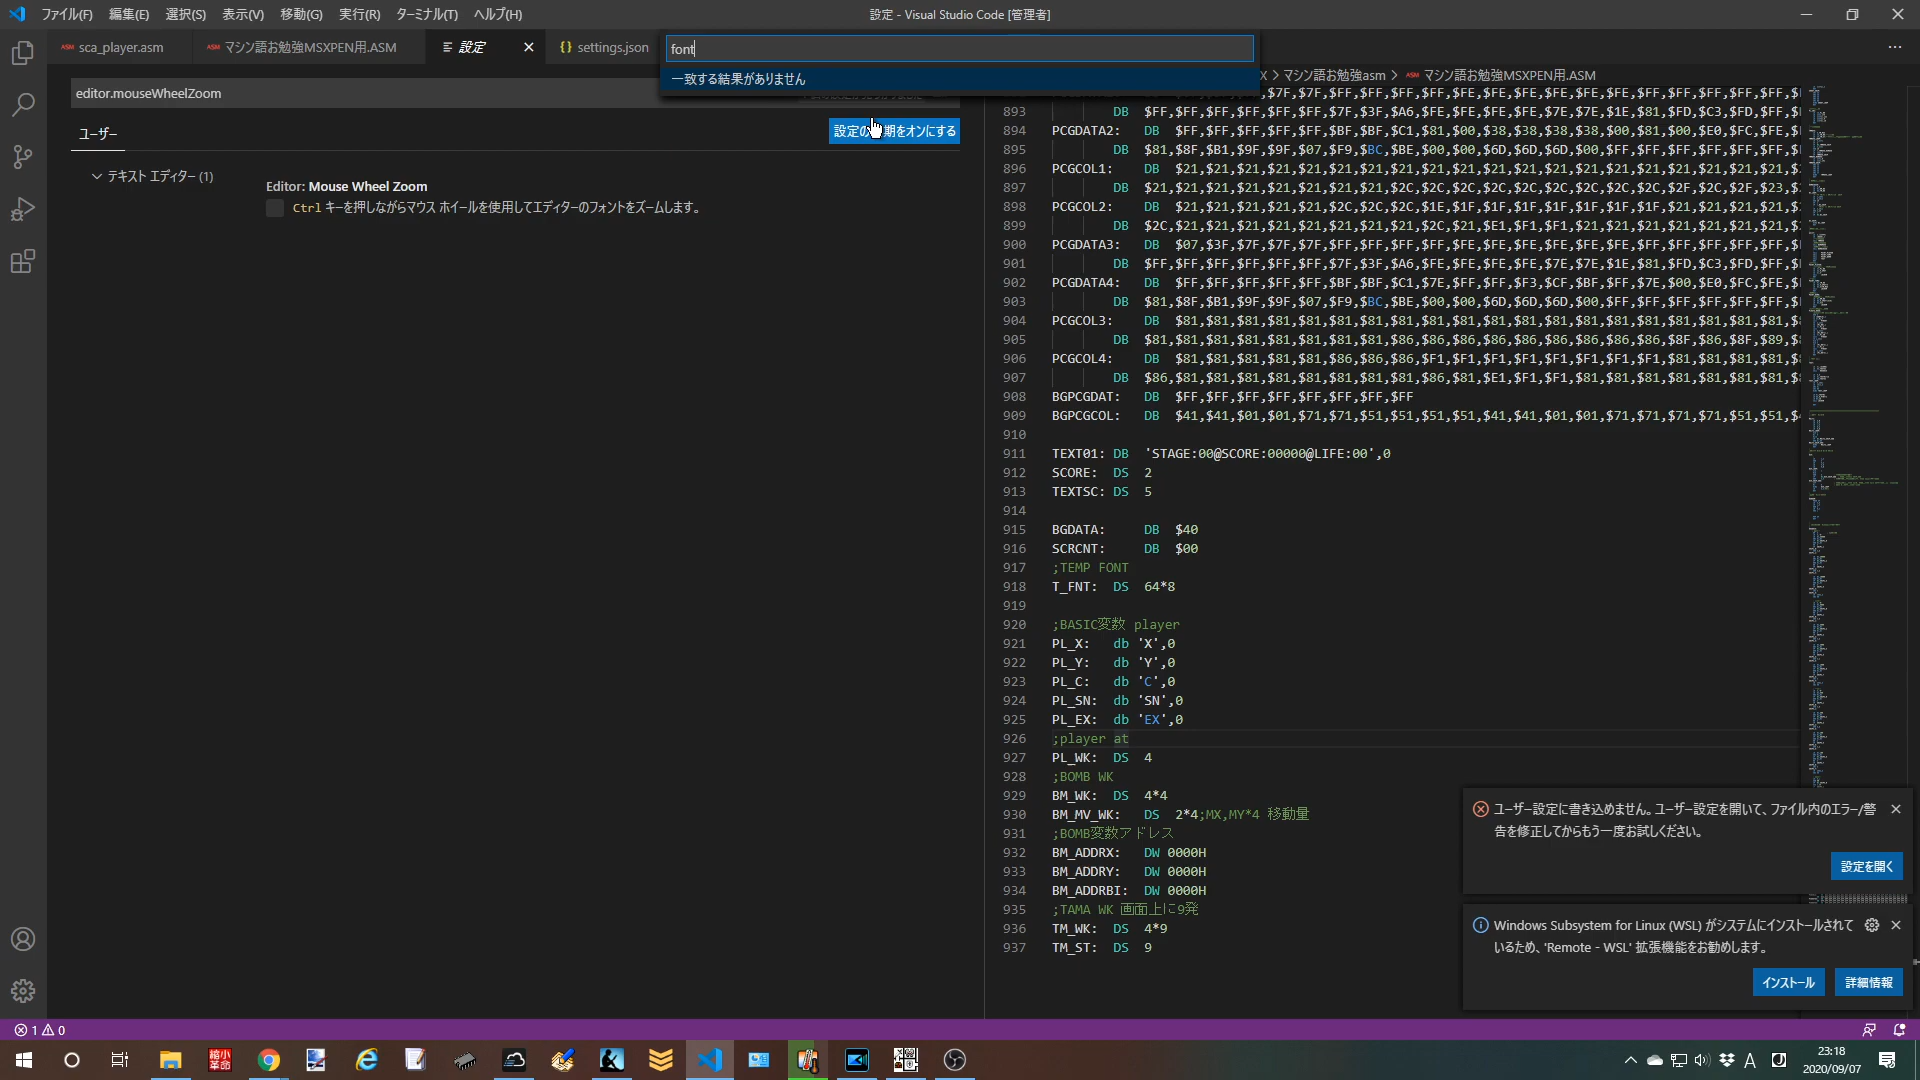 ファイル(F) 編集(E) 選択(S) 表示(V) 移動(G) 実行(R) ターミナル(T) ヘルプ(H)
設定 - Visual Studio Code [管理者]
sca_player.asm
マシン語お勉強MSXPEN用.ASM
設定
settings.json
font
一致する結果がありません
X > マシン語お勉強asm > マシン語お勉強MSXPEN用.ASM
editor.mouseWheelZoom
ユーザー
テキスト エディター (1)
Editor: Mouse Wheel Zoom
Ctrl キーを押しながらマウス ホイールを使用してエディターのフォントをズームします。
893 DB $FF,$FF,$FF,$FF,$FF,$FF,$7F,$3F,$A6,$FE,$FE,$FE,$FE,$7E,$7E,$1E,$81,$FD,$C3,$FD,$FF,
894 PCGDATA2: DB $FF,$FF,$FF,$FF,$FF,$BF,$BF,$C1,$81,$00,$38,$38,$38,$38,$00,$81,$00,$E0,$FC,$FE,
895 DB $81,$8F,$B1,$9F,$9F,$07,$F9,$BC,$BE,$00,$00,$6D,$6D,$6D,$00,$FF,$FF,$FF,$FF,$FF,$FF,
896 PCGCOL1: DB $21,$21,$21,$21,$21,$21,$21,$21,$21,$21,$21,$21,$21,$21,$21,$21,$21,$21,$21,$21,
897 DB $21,$21,$21,$21,$21,$21,$21,$21,$2C,$2C,$2C,$2C,$2C,$2C,$2C,$2C,$2C,$2F,$2C,$2F,$23,
898 PCGCOL2: DB $21,$21,$21,$21,$21,$2C,$2C,$2C,$1E,$1F,$1F,$1F,$1F,$1F,$1F,$1F,$21,$21,$21,$21,
899 DB $2C,$21,$21,$21,$21,$21,$21,$21,$21,$2C,$21,$E1,$F1,$F1,$21,$21,$21,$21,$21,$21,$21,
900 PCGDATA3: DB $07,$3F,$7F,$7F,$7F,$FF,$FF,$FF,$FF,$FE,$FE,$FE,$FE,$FE,$FE,$FE,$FF,$FF,$FF,$FF,
901 DB $FF,$FF,$FF,$FF,$FF,$FF,$7F,$3F,$A6,$FE,$FE,$FE,$FE,$7E,$7E,$1E,$81,$FD,$C3,$FD,$FF,
902 PCGDATA4: DB $FF,$FF,$FF,$FF,$FF,$BF,$BF,$C1,$7E,$FF,$FF,$F3,$CF,$BF,$FF,$7E,$00,$E0,$FC,$FE,
903 DB $81,$8F,$B1,$9F,$9F,$07,$F9,$BC,$BE,$00,$00,$6D,$6D,$6D,$00,$FF,$FF,$FF,$FF,$FF,$FF,
904 PCGCOL3: DB $81,$81,$81,$81,$81,$81,$81,$81,$81,$81,$81,$81,$81,$81,$81,$81,$81,$81,$81,$81,
905 DB $81,$81,$81,$81,$81,$81,$81,$81,$86,$86,$86,$86,$86,$86,$86,$86,$86,$8F,$86,$8F,$89,
906 PCGCOL4: DB $81,$81,$81,$81,$81,$86,$86,$86,$F1,$F1,$F1,$F1,$F1,$F1,$F1,$F1,$81,$81,$81,$81,
907 DB $86,$81,$81,$81,$81,$81,$81,$81,$81,$86,$81,$E1,$F1,$F1,$81,$81,$81,$81,$81,$81,$81,
908 BGPCGDAT: DB $FF,$FF,$FF,$FF,$FF,$FF,$FF,$FF
909 BGPCGCOL: DB $41,$41,$01,$01,$71,$71,$51,$51,$51,$51,$41,$41,$01,$01,$71,$71,$71,$71,$51,$51,
910
911 TEXT01: DB 'STAGE:00@SCORE:00000@LIFE:00',0
912 SCORE: DS 2
913 TEXTSC: DS 5
914
915 BGDATA: DB $40
916 SCRCNT: DB $00
917 ;TEMP FONT
918 T_FNT: DS 64*8
919
920 ;BASIC変数 player
921 PL_X: db 'X',0
922 PL_Y: db 'Y',0
923 PL_C: db 'C',0
924 PL_SN: db 'SN',0
925 PL_EX: db 'EX',0
926 ;player at
927 PL_WK: DS 4
928 ;BOMB WK
929 BM_WK: DS 4*4
930 BM_MV_WK: DS 2*4;MX,MY*4 移動量
931 ;BOMB変数アドレス
932 BM_ADDRX: DW 0000H
933 BM_ADDRY: DW 0000H
934 BM_ADDRBI: DW 0000H
935 ;TAMA WK 画面上に9発
936 TM_WK: DS 4*9
937 TM_ST: DS 9
ユーザー設定に書き込めません。ユーザー設定を開いて、ファイル内のエラー/警
告を修正してからもう一度お試しください。
設定を開く
Windows Subsystem for Linux (WSL) がシステムにインストールされて
いるため、'Remote - WSL' 拡張機能をお勧めします。
インストール 詳細情報
1 0
縮小
革命
A
23:18
2020/09/07